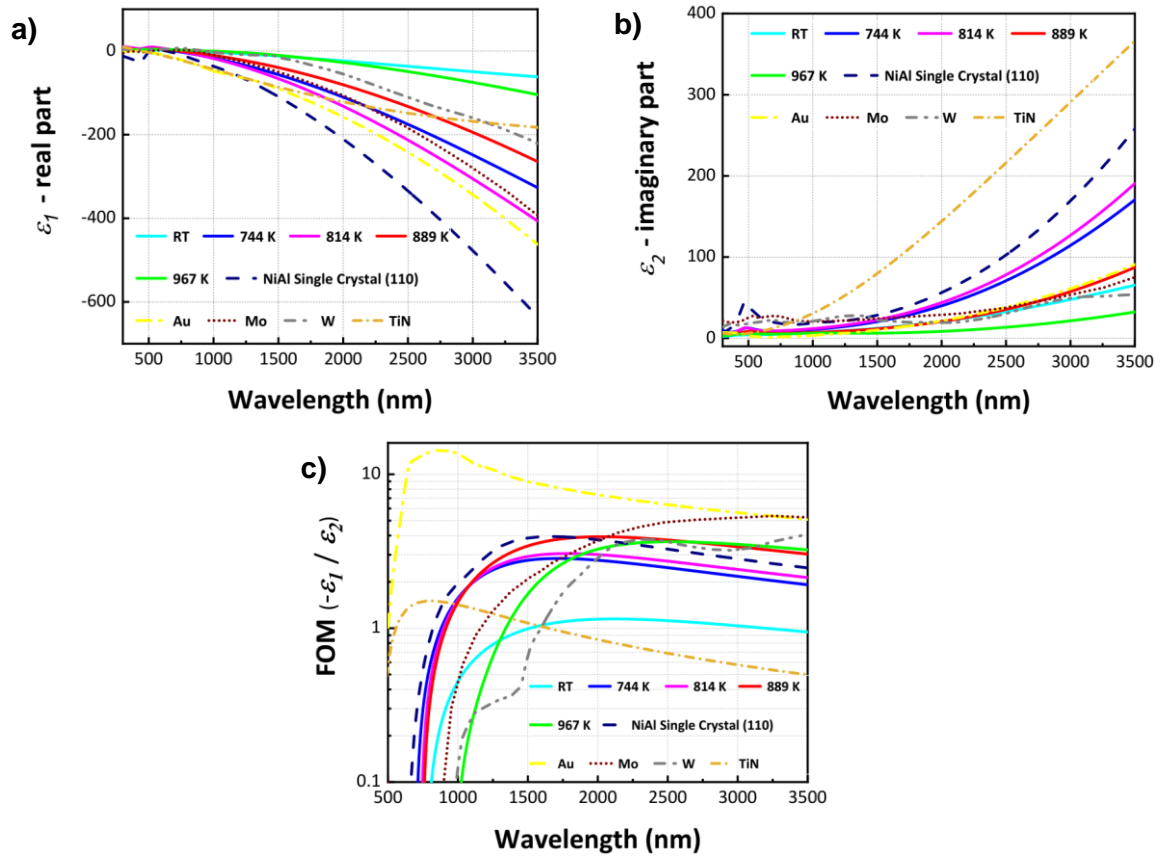 a)
0
-200
-400
-600
ε1 - real part
RT 744 K 814 K 889 K
967 K NiAl Single Crystal (110)
Au Mo W TiN
500 1000 1500 2000 2500 3000 3500
Wavelength (nm)
b)
400
300
200
100
0
ε2 - imaginary part
RT 744 K 814 K 889 K
967 K NiAl Single Crystal (110)
Au Mo W TiN
500 1000 1500 2000 2500 3000 3500
Wavelength (nm)
c)
10
1
0.1
FOM (-ε1 / ε2)
RT 744 K 814 K 889 K
967 K NiAl Single Crystal (110)
Au Mo W TiN
500 1000 1500 2000 2500 3000 3500
Wavelength (nm)